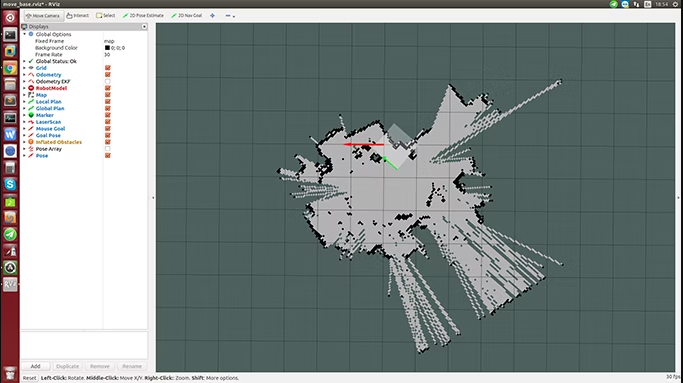 move_base.rviz* - RViz
18:54
Move Camera Interact Select 2D Pose Estimate 2D Nav Goal
Displays
Global Options
Fixed Frame map
Background Color 0; 0; 0
Frame Rate 30
Global Status: Ok
Grid
Odometry
Odometry EKF
RobotModel
Map
Local Plan
Global Plan
Marker
LaserScan
Mouse Goal
Goal Pose
Inflated Obstacles
Pose Array
Pose
Add Duplicate Remove Rename
Reset Left-Click: Rotate. Middle-Click: Move X/Y. Right-Click: Zoom. Shift: More options. 30 fps